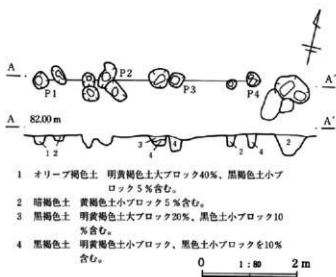 A A′
P1 P2 P3 P4
A 82.00m A′
1 2 3 4 2 4 2
1 オリーブ褐色土 明黄褐色土大ブロック40%、黒褐色土小ブ
ロック5%含む。
2 暗褐色土 黄褐色土小ブロック5%含む。
3 黒褐色土 明黄褐色土大ブロック20%、黒色土小ブロック10
%含む。
4 黒褐色土 明黄褐色土小ブロック、黒色土小ブロックを10%
含む。
0 1:80 2m